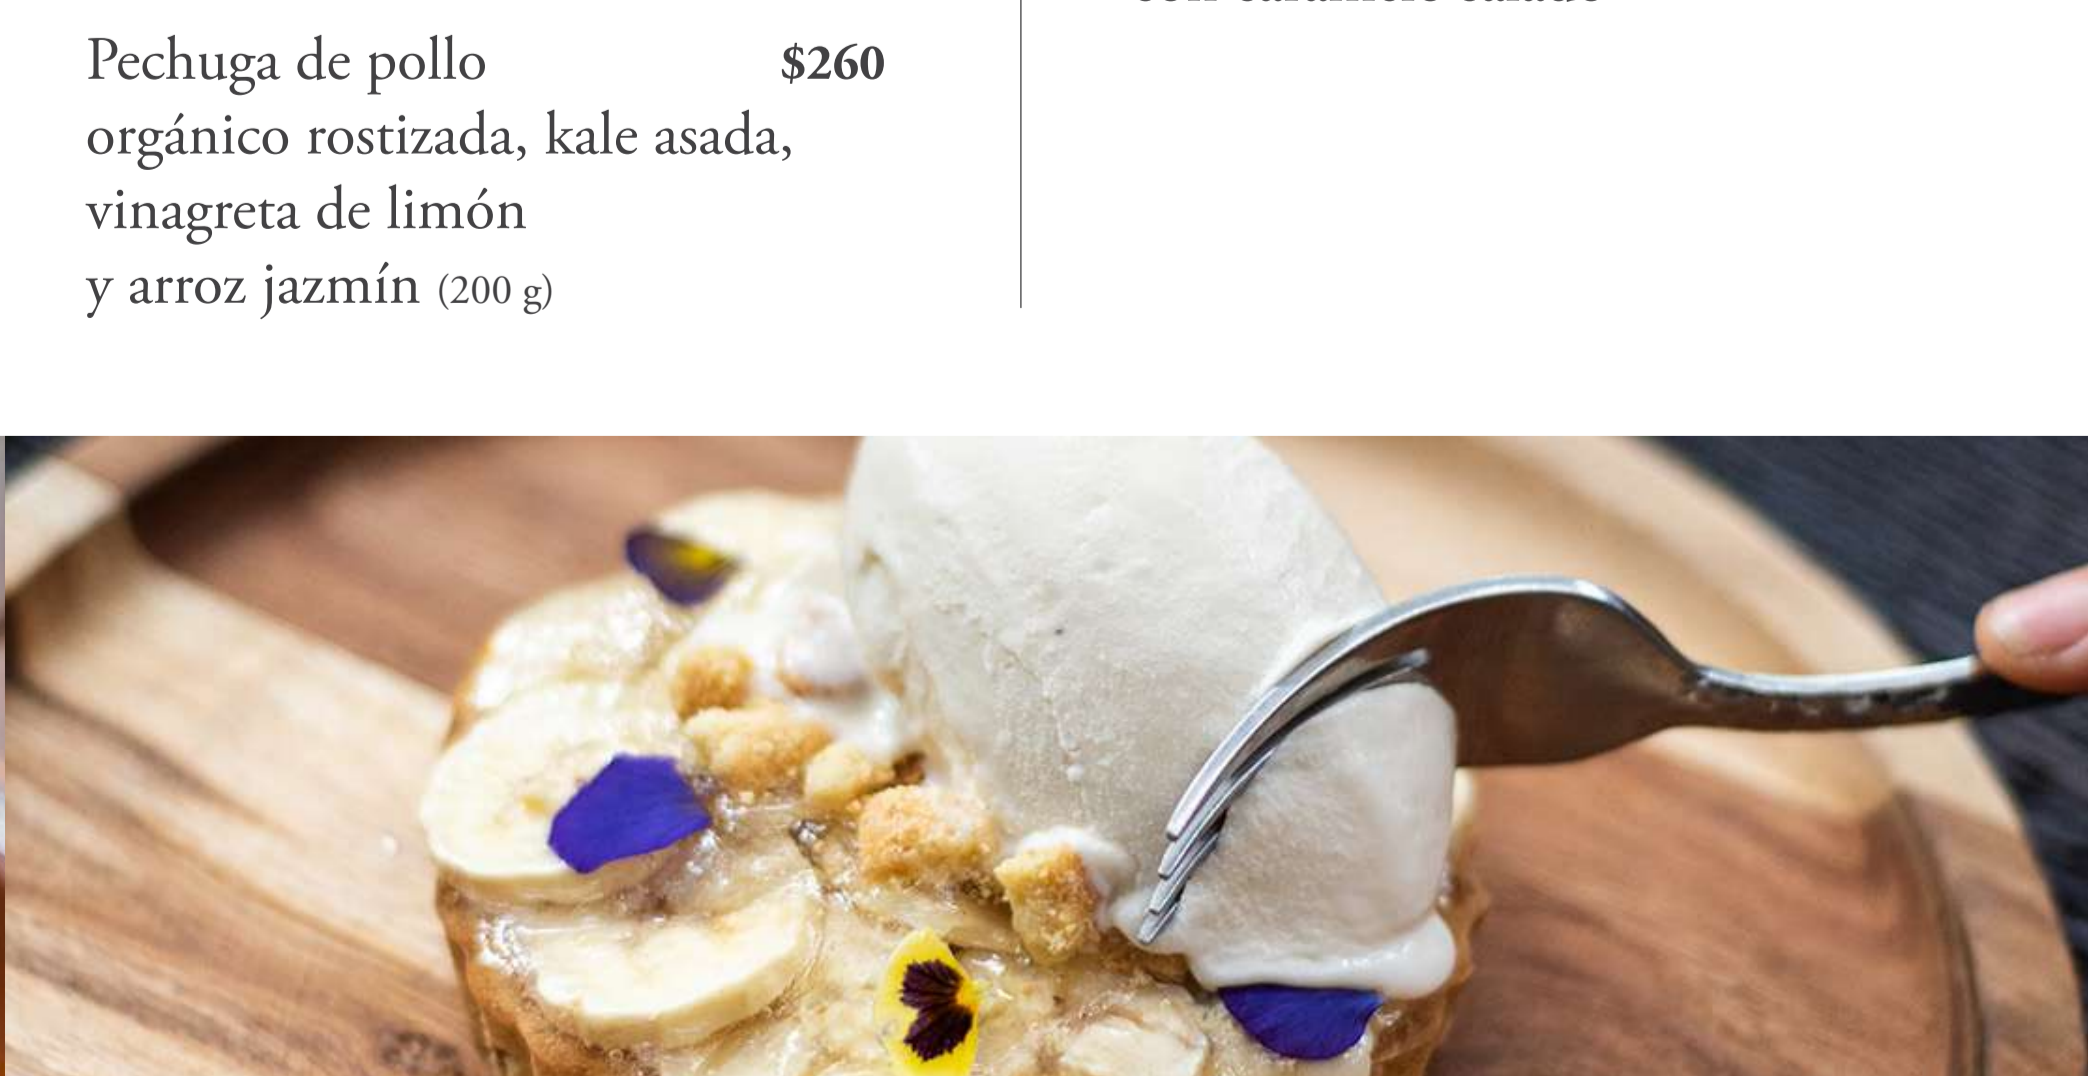 Pechuga de pollo $260
orgánico rostizada, kale asada,
vinagreta de limón
y arroz jazmín (200 g)